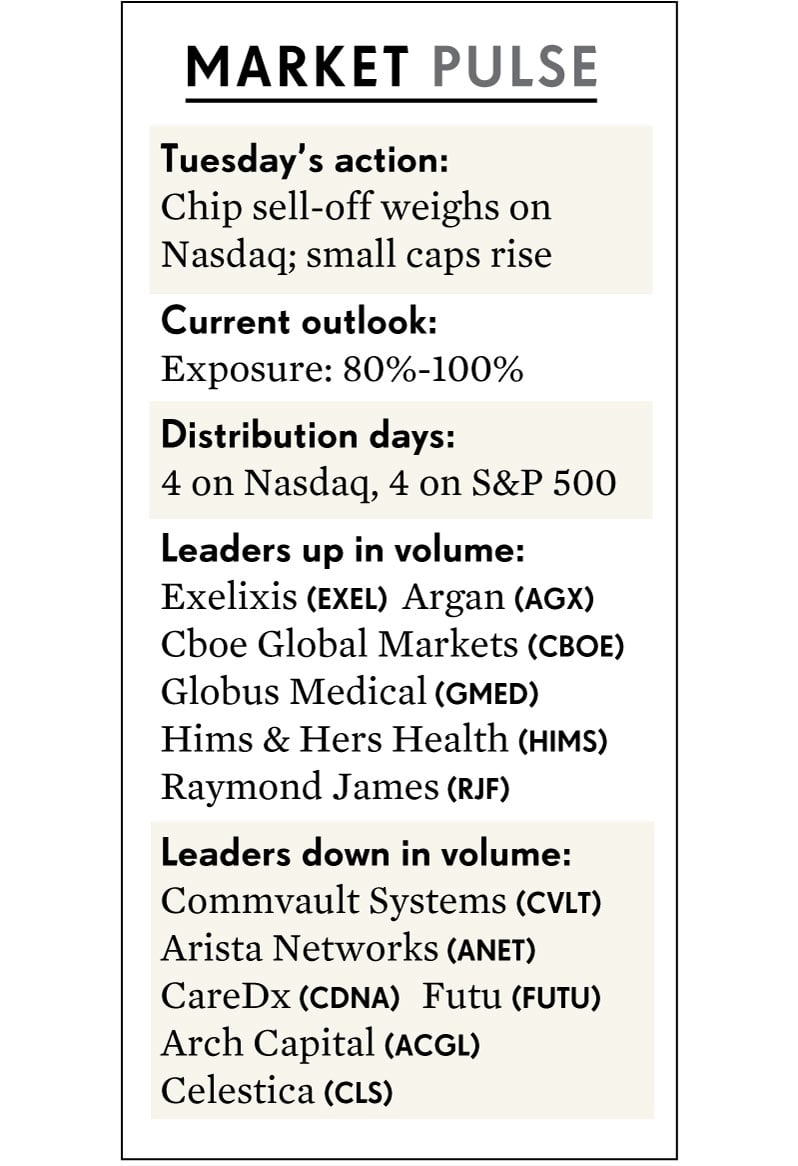 MARKET PULSE
Tuesday's action:
Chip sell-off weighs on
Nasdaq; small caps rise
Current outlook:
Exposure: 80%-100%
Distribution days:
4 on Nasdaq, 4 on S&P 500
Leaders up in volume:
Exelixis (EXEL) Argan (AGX)
Cboe Global Markets (CBOE)
Globus Medical (GMED)
Hims & Hers Health (HIMS)
Raymond James (RJF)
Leaders down in volume:
Commvault Systems (CVLT)
Arista Networks (ANET)
CareDx (CDNA) Futu (FUTU)
Arch Capital (ACGL)
Celestica (CLS)